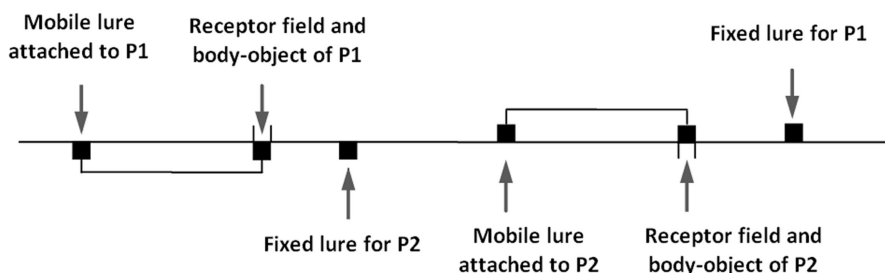 Mobile lure
attached to P1
Receptor field and
body-object of P1
Fixed lure for P1
Fixed lure for P2
Mobile lure
attached to P2
Receptor field and
body-object of P2